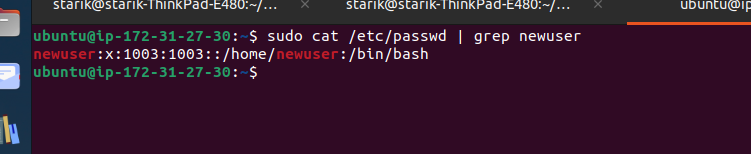 starik@starik-ThinkPad-E480:~/... × starik@starik-ThinkPad-E480:~/... × ubuntu@ip
ubuntu@ip-172-31-27-30:~$ sudo cat /etc/passwd | grep newuser
newuser:x:1003:1003::/home/newuser:/bin/bash
ubuntu@ip-172-31-27-30:~$